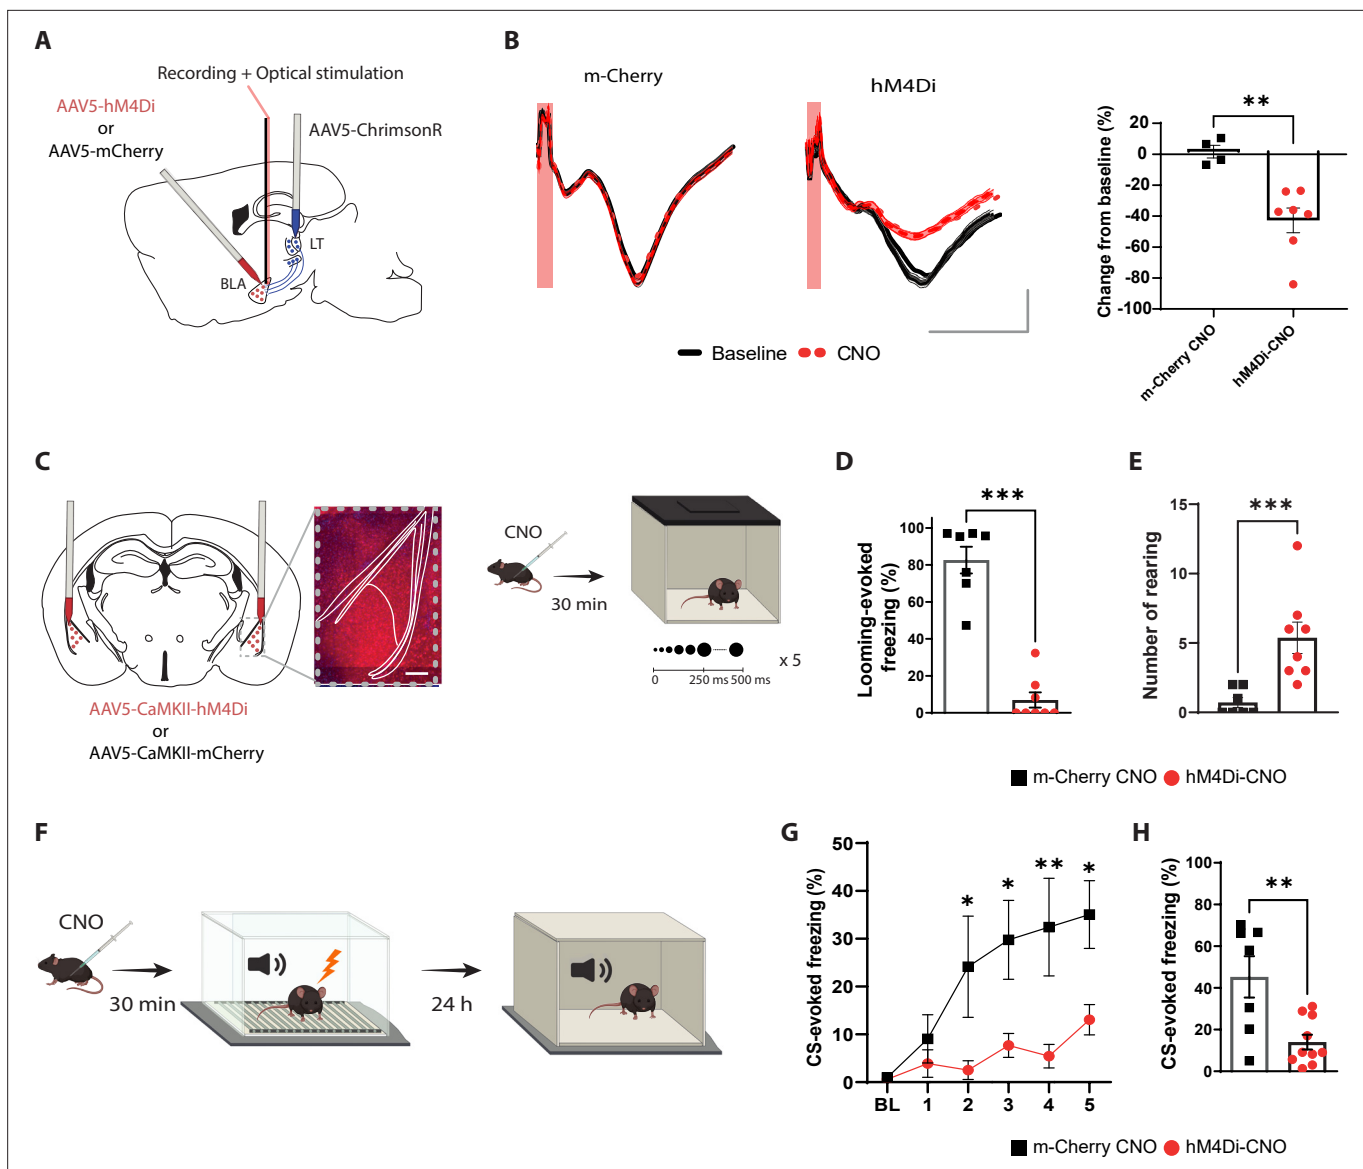 A
Recording + Optical stimulation
AAV5-hM4Di
or
AAV5-mCherry
AAV5-ChrimsonR
LT
BLA
B
m-Cherry
hM4Di
Baseline
CNO
Change from baseline (%)
20
0
-20
-40
-60
-80
-100
**
m-Cherry CNO
hM4Di-CNO
C
AAV5-CaMKII-hM4Di
or
AAV5-CaMKII-mCherry
CNO
30 min
x 5
0
250 ms
500 ms
D
Looming-evoked
freezing (%)
100
80
60
40
20
0
***
E
Number of rearing
15
10
5
0
***
m-Cherry CNO
hM4Di-CNO
F
CNO
30 min
24 h
G
CS-evoked freezing (%)
50
40
30
20
10
0
*
*
**
*
BL
1
2
3
4
5
H
CS-evoked freezing (%)
100
80
60
40
20
0
**
m-Cherry CNO
hM4Di-CNO